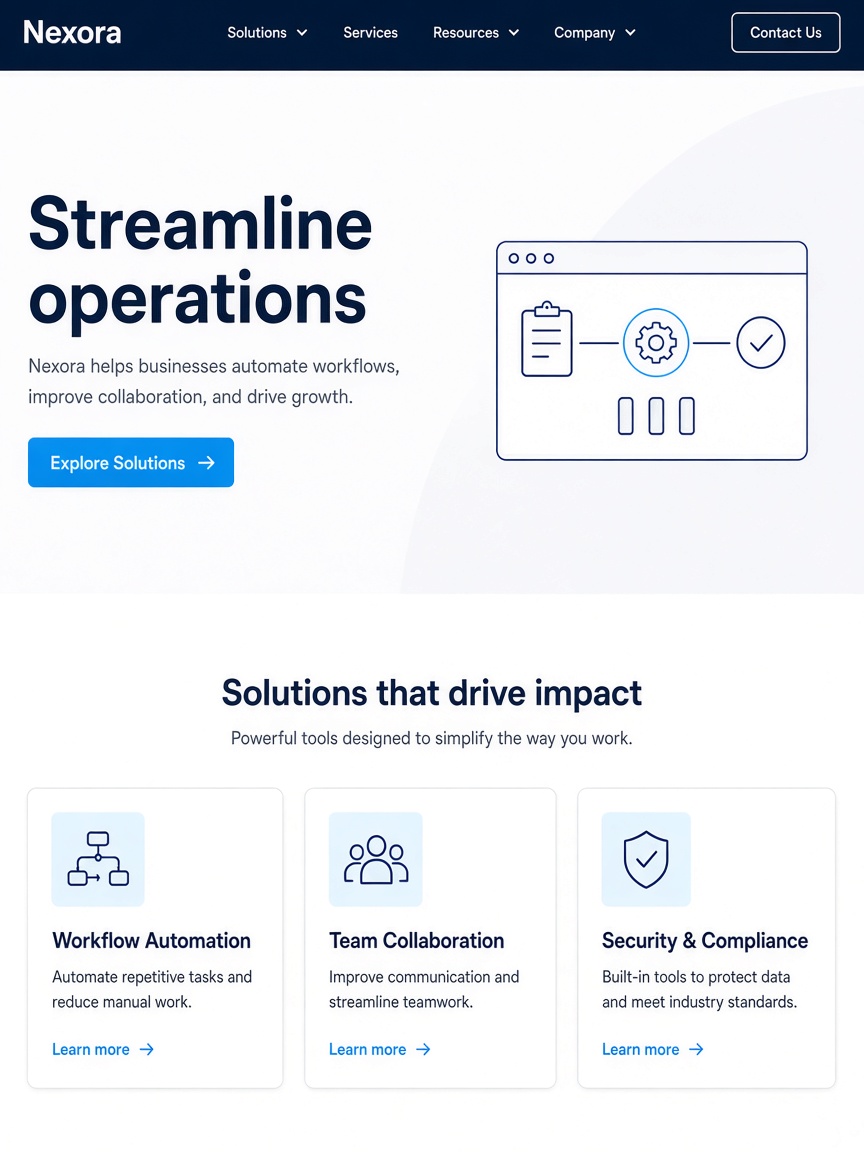 Nexora
Solutions
Services
Resources
Company
Contact Us
Streamline
operations
Nexora helps businesses automate workflows,
improve collaboration, and drive growth.
Explore Solutions
Solutions that drive impact
Powerful tools designed to simplify the way you work.
Workflow Automation
Automate repetitive tasks and
reduce manual work.
Learn more
Team Collaboration
Improve communication and
streamline teamwork.
Learn more
Security & Compliance
Built-in tools to protect data
and meet industry standards.
Learn more